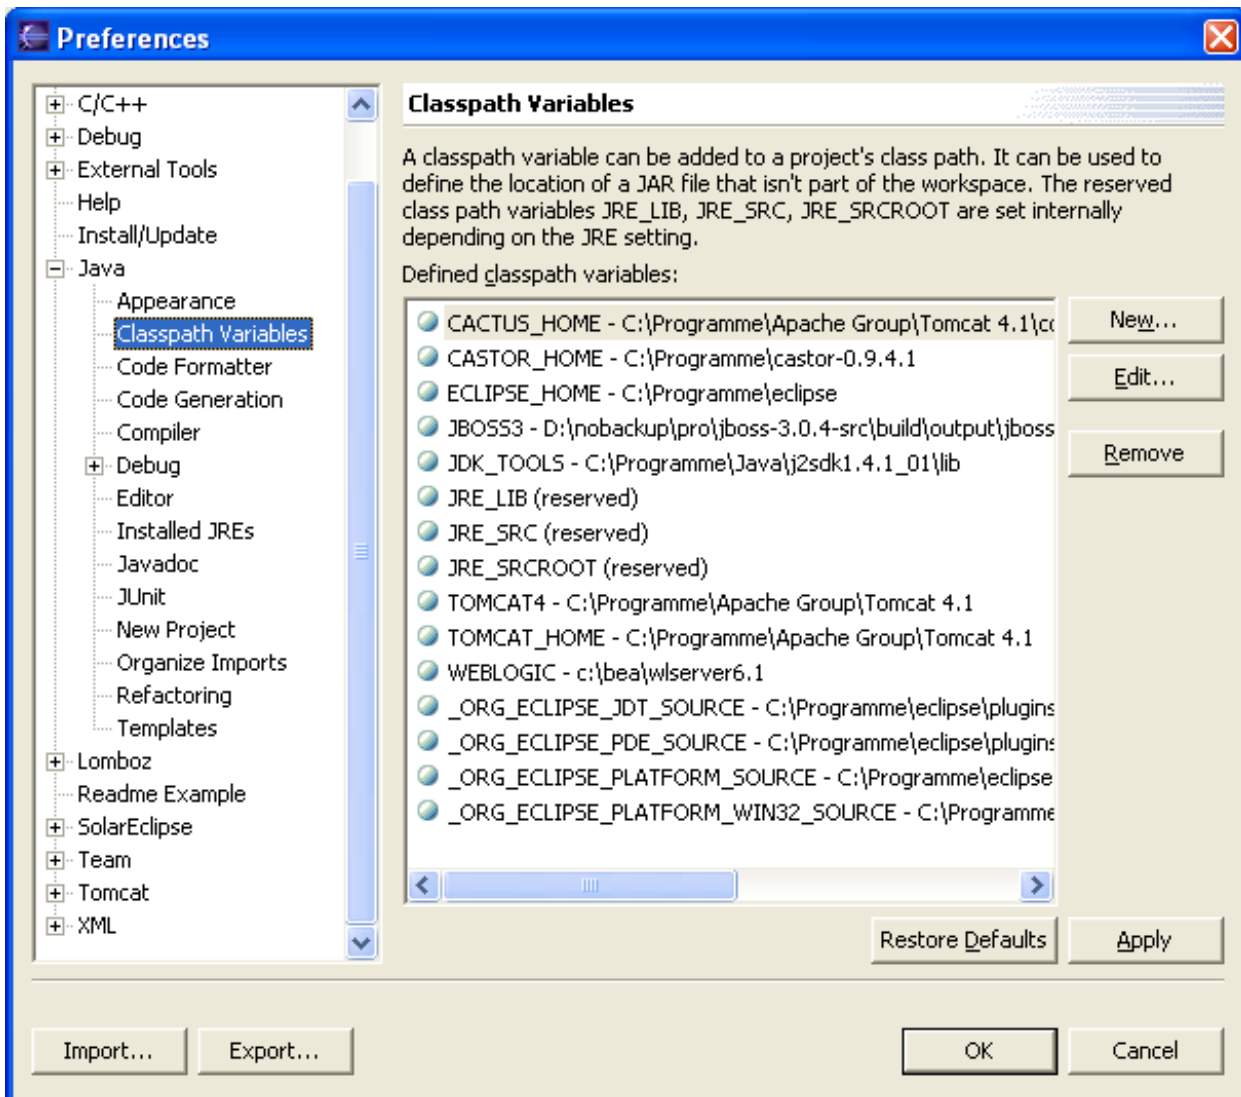 Preferences
C/C++
Debug
External Tools
Help
Install/Update
Java
Appearance
Classpath Variables
Code Formatter
Code Generation
Compiler
Debug
Editor
Installed JREs
Javadoc
JUnit
New Project
Organize Imports
Refactoring
Templates
Lomboz
Readme Example
SolarEclipse
Team
Tomcat
XML
Classpath Variables
A classpath variable can be added to a project's class path. It can be used to
define the location of a JAR file that isn't part of the workspace. The reserved
class path variables JRE_LIB, JRE_SRC, JRE_SRCROOT are set internally
depending on the JRE setting.
Defined classpath variables:
CACTUS_HOME - C:\Programme\Apache Group\Tomcat 4.1\co
CASTOR_HOME - C:\Programme\castor-0.9.4.1
ECLIPSE_HOME - C:\Programme\eclipse
JBOSS3 - D:\nobackup\pro\jboss-3.0.4-src\build\output\jboss
JDK_TOOLS - C:\Programme\Java\j2sdk1.4.1_01\lib
JRE_LIB (reserved)
JRE_SRC (reserved)
JRE_SRCROOT (reserved)
TOMCAT4 - C:\Programme\Apache Group\Tomcat 4.1
TOMCAT_HOME - C:\Programme\Apache Group\Tomcat 4.1
WEBLOGIC - c:\bea\wlserver6.1
_ORG_ECLIPSE_JDT_SOURCE - C:\Programme\eclipse\plugins
_ORG_ECLIPSE_PDE_SOURCE - C:\Programme\eclipse\plugins
_ORG_ECLIPSE_PLATFORM_SOURCE - C:\Programme\eclipse
_ORG_ECLIPSE_PLATFORM_WIN32_SOURCE - C:\Programme
New...
Edit...
Remove
Restore Defaults
Apply
Import...
Export...
OK
Cancel